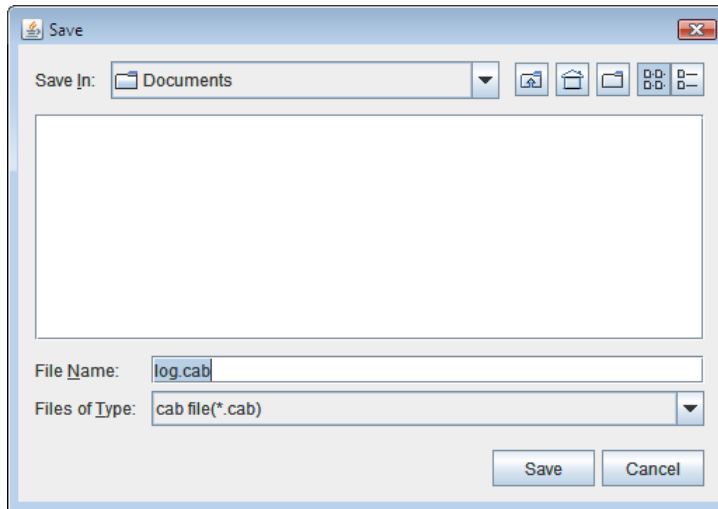 Save
Save In: Documents
File Name: log.cab
Files of Type: cab file(*.cab)
Save Cancel